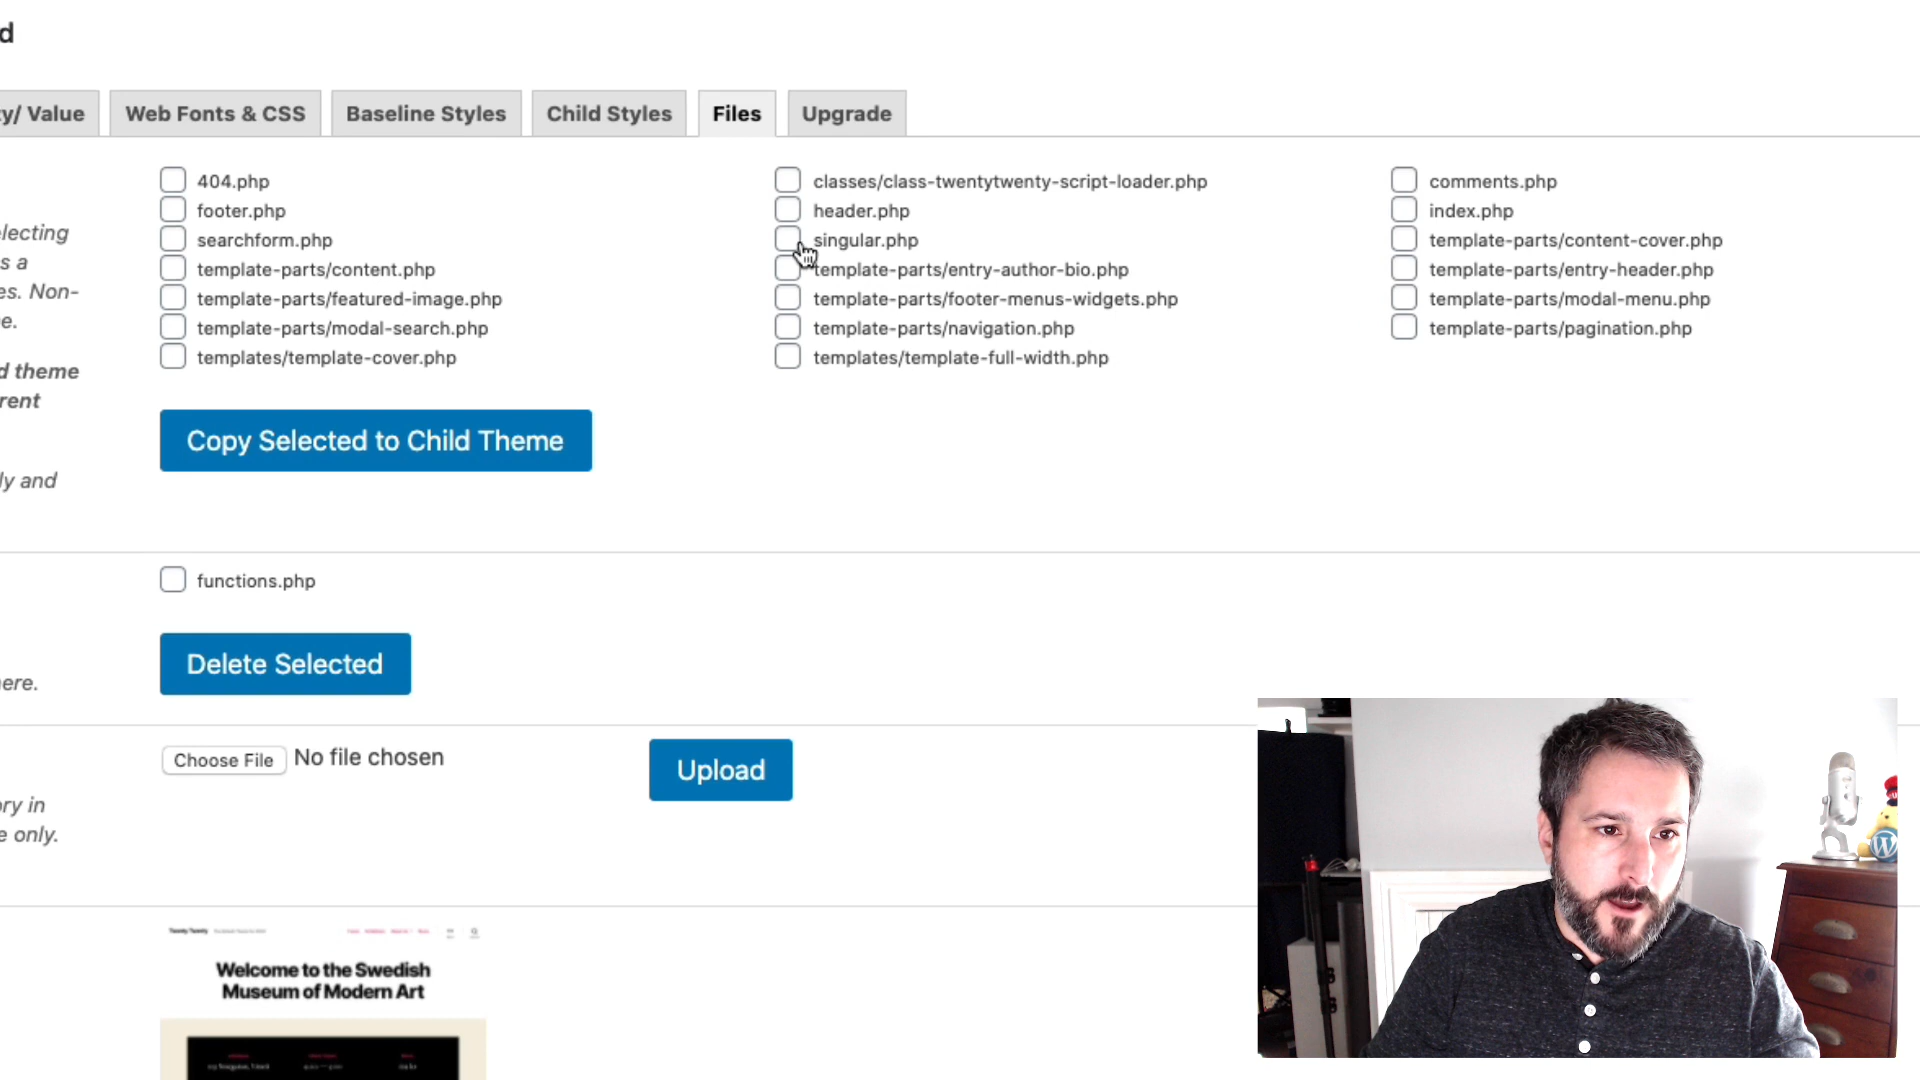 d
ty/ Value
Web Fonts & CSS
Baseline Styles
Child Styles
Files
Upgrade
404.php
classes/class-twentytwenty-script-loader.php
comments.php
footer.php
header.php
index.php
searchform.php
singular.php
template-parts/content-cover.php
template-parts/content.php
template-parts/entry-author-bio.php
template-parts/entry-header.php
template-parts/featured-image.php
template-parts/footer-menus-widgets.php
template-parts/modal-menu.php
template-parts/modal-search.php
template-parts/navigation.php
template-parts/pagination.php
templates/template-cover.php
templates/template-full-width.php
electing
s a
es. Non-
e.
d theme
rent
ly and
Copy Selected to Child Theme
functions.php
Delete Selected
ere.
Choose File No file chosen
Upload
ory in
e only.
Twenty Twenty
Welcome to the Swedish
Museum of Modern Art